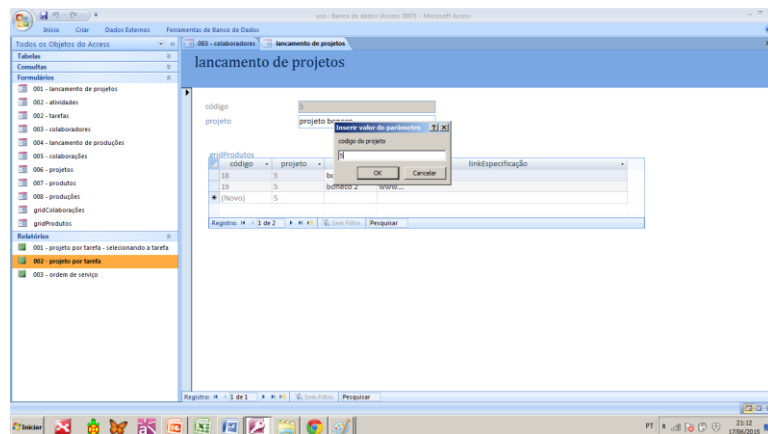 uno : Banco de dados (Access 2007) - Microsoft Access
Início Criar Dados Externos Ferramentas de Banco de Dados
Todos os Objetos do Access
003 - colaboradores lancamento de projetos
Tabelas
Consultas
Formulários
001 - lancamento de projetos
002 - atividades
002 - tarefas
003 - colaboradores
004 - lancamento de produções
005 - colaborações
006 - projetos
007 - produtos
008 - produções
gridColaborações
gridProdutos
Relatórios
001 - projeto por tarefa - selecionando a tarefa
002 - projeto por tarefa
003 - ordem de serviço
lancamento de projetos
código 5
projeto projeto boneco
Inserir valor do parâmetro
codigo do projeto
5
OK Cancelar
gridProdutos
código projeto linkEspecificação
18 5
19 5 boneco 2 www....
(Novo) 5
Registro: 1 de 2 Sem Filtro Pesquisar
Registro: 1 de 1 Sem Filtro Pesquisar
Iniciar
PT
21:12
17/06/2015